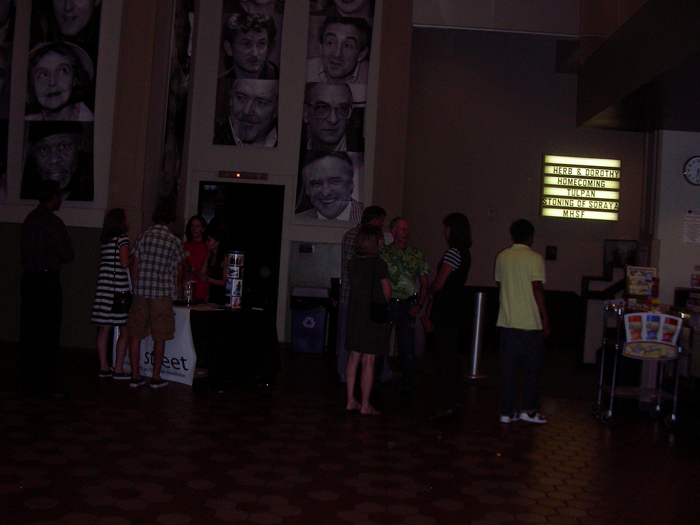 HERB & DOROTHY
HOMECOMING
TULPAN
STONING OF SORAYA
MHSF
street